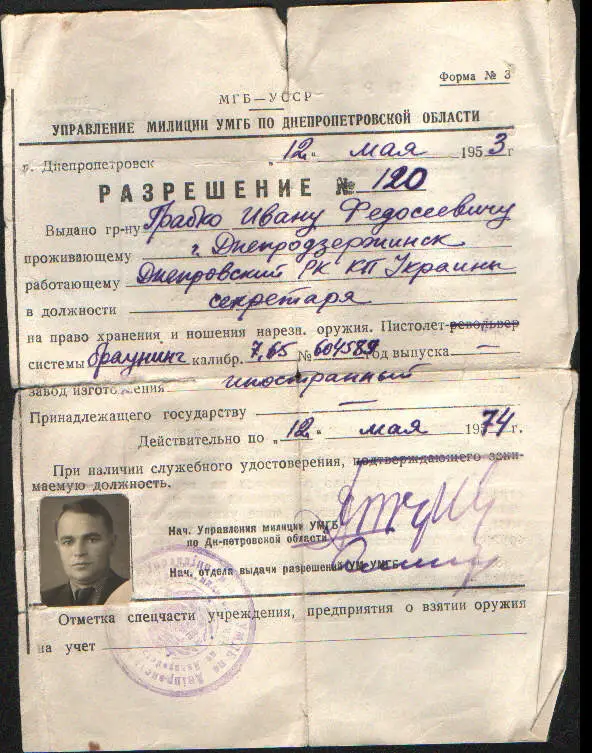 Форма № 3
МГБ—УССР
УПРАВЛЕНИЕ МИЛИЦИИ УМГБ ПО ДНЕПРОПЕТРОВСКОЙ ОБЛАСТИ
г. Днепропетровск „12“ мая 1953 г
РАЗРЕШЕНИЕ № 120
Выдано гр-ну Грабко Ивану Федосеевичу
проживающему г. Днепродзержинск
работающему Днепровский РК КП Украины
в должности секретаря
на право хранения и ношения нареза. оружия. Пистолет-револьвер
системы браунинг калибр. 7,65 № 604589 год выпуска —
завод изготовления иностранный
Принадлежащего государству —
Действительно по „12“ мая 1974 г.
При наличии служебного удостоверения, подтверждающего зани-
маемую должность.
Нач. Управления милиции УМГБ
по Дн-петровской области
Нач. отдела выдачи разрешений УМ УМГБ
Отметка спецчасти учреждения, предприятия о взятии оружия
на учет